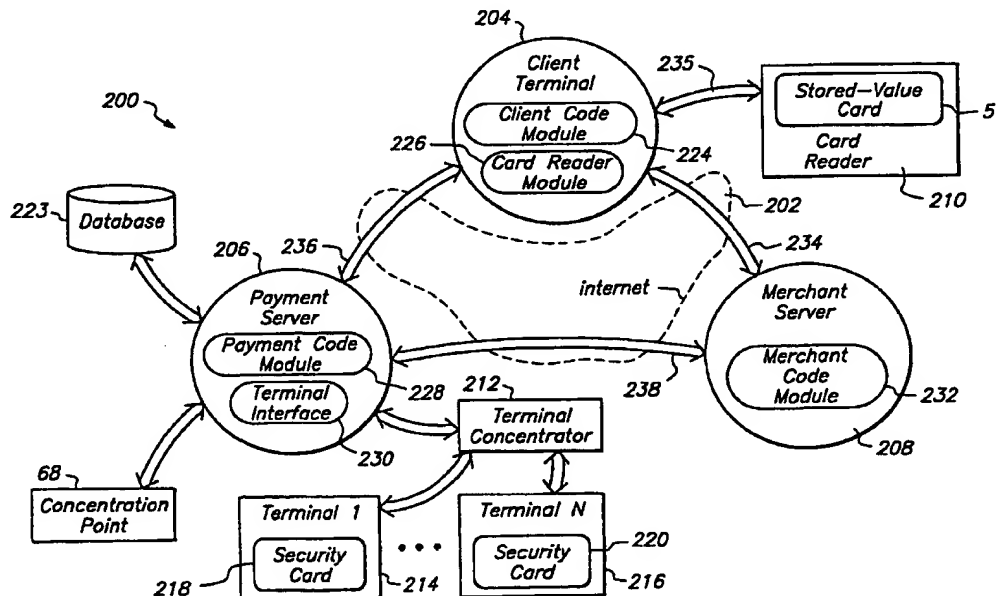 204
Client
Terminal
235
Stored-Value
Card
5
200
Client Code
Module
226
224
Card Reader
Module
Card
Reader
202
210
223
Database
206
236
234
Payment
Server
internet
Merchant
Server
Payment Code
Module
212
238
Merchant
Code
Module
228
232
Terminal
Interface
Terminal
Concentrator
230
208
68
Concentration
Point
Terminal 1
Terminal N
Security
Card
220
Security
Card
218
214
216